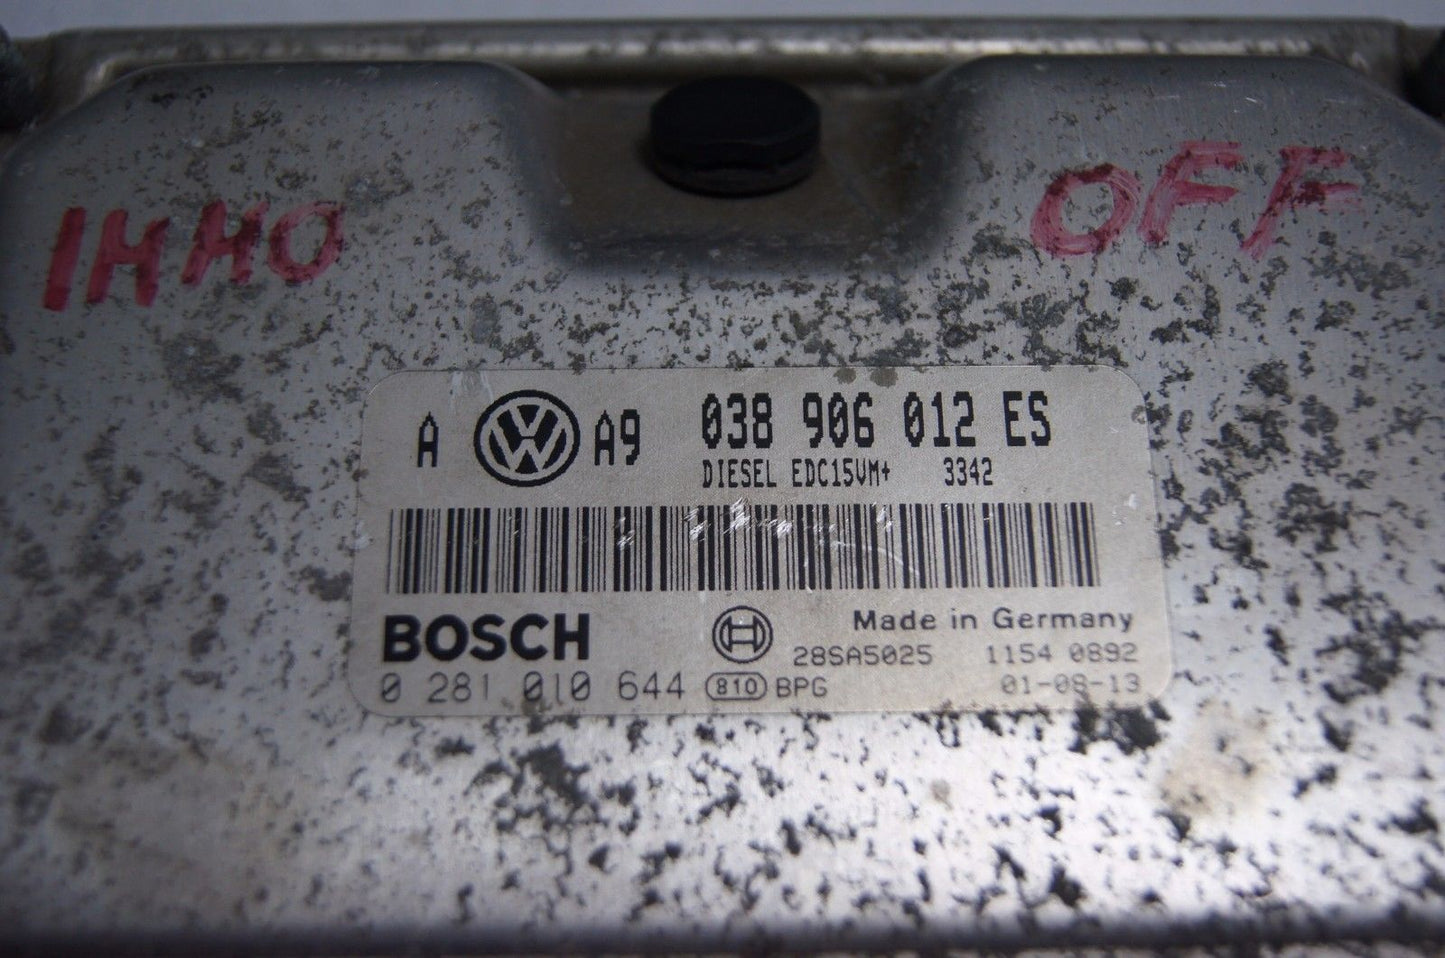 IMMO OFF
A VW A9 038 906 012 ES
DIESEL EDC15VM+ 3342
BOSCH Made in Germany
28SA5025 1154 0892
0 281 010 644 810 BPG 01-08-13